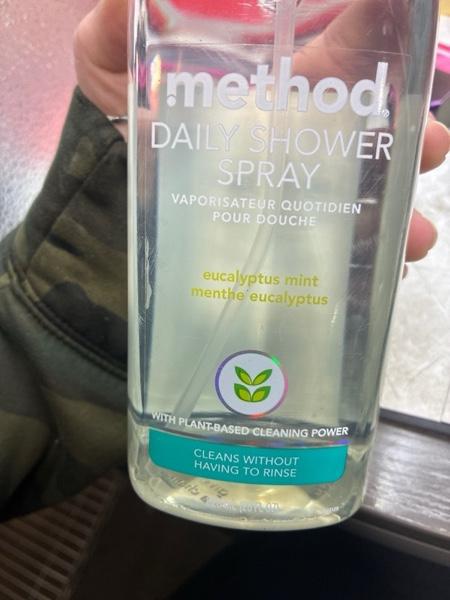 method
DAILY SHOWER
SPRAY
VAPORISATEUR QUOTIDIEN
POUR DOUCHE
eucalyptus mint
menthe eucalyptus
WITH PLANT-BASED CLEANING POWER
CLEANS WITHOUT
HAVING TO RINSE